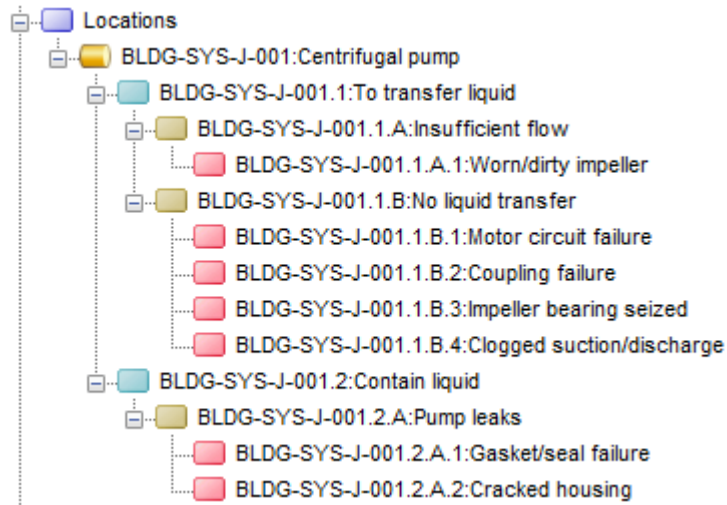 Locations
BLDG-SYS-J-001:Centrifugal pump
BLDG-SYS-J-001.1:To transfer liquid
BLDG-SYS-J-001.1.A:Insufficient flow
BLDG-SYS-J-001.1.A.1:Worn/dirty impeller
BLDG-SYS-J-001.1.B:No liquid transfer
BLDG-SYS-J-001.1.B.1:Motor circuit failure
BLDG-SYS-J-001.1.B.2:Coupling failure
BLDG-SYS-J-001.1.B.3:Impeller bearing seized
BLDG-SYS-J-001.1.B.4:Clogged suction/discharge
BLDG-SYS-J-001.2:Contain liquid
BLDG-SYS-J-001.2.A:Pump leaks
BLDG-SYS-J-001.2.A.1:Gasket/seal failure
BLDG-SYS-J-001.2.A.2:Cracked housing